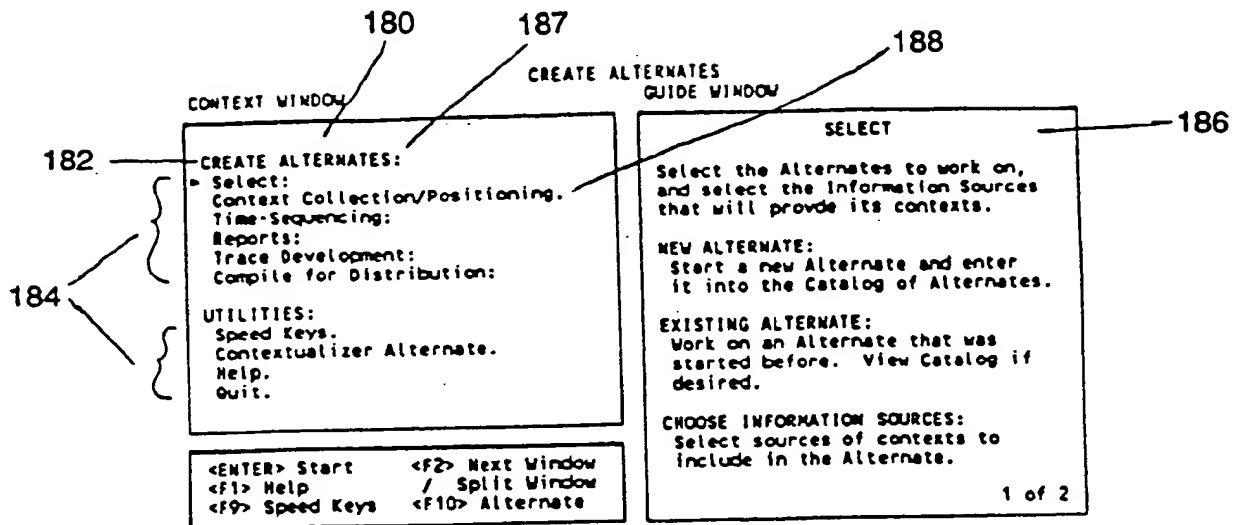 180
187
188
CREATE ALTERNATES
CONTEXT WINDOW
GUIDE WINDOW
182
CREATE ALTERNATES:
Select:
Context Collection/Positioning.
Time-Sequencing:
Reports:
Trace Development:
Compile for Distribution:
184
UTILITIES:
Speed Keys.
Contextualizer Alternate.
Help.
Quit.
<ENTER> Start <F2> Next Window
<F1> Help / Split Window
<F9> Speed Keys <F10> Alternate
SELECT
186
Select the Alternates to work on,
and select the Information Sources
that will provde its contexts.
NEW ALTERNATE:
Start a new Alternate and enter
it into the Catalog of Alternates.
EXISTING ALTERNATE:
Work on an Alternate that was
started before. View Catalog if
desired.
CHOOSE INFORMATION SOURCES:
Select sources of contexts to
include in the Alternate.
1 of 2